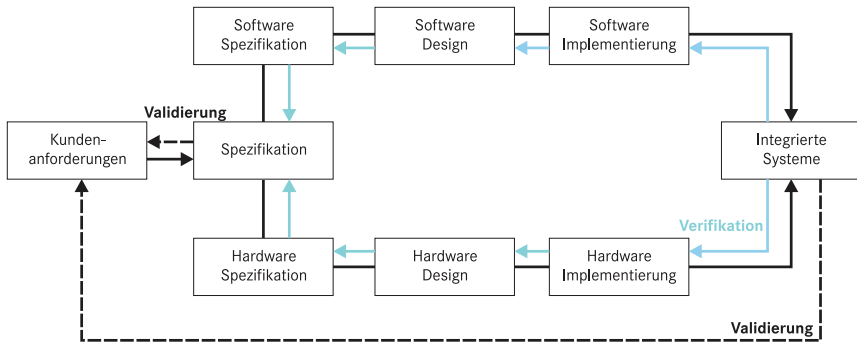 Software
Spezifikation
Software
Design
Software
Implementierung
Validierung
Kunden-
anforderungen
Spezifikation
Integrierte
Systeme
Verifikation
Hardware
Spezifikation
Hardware
Design
Hardware
Implementierung
Validierung